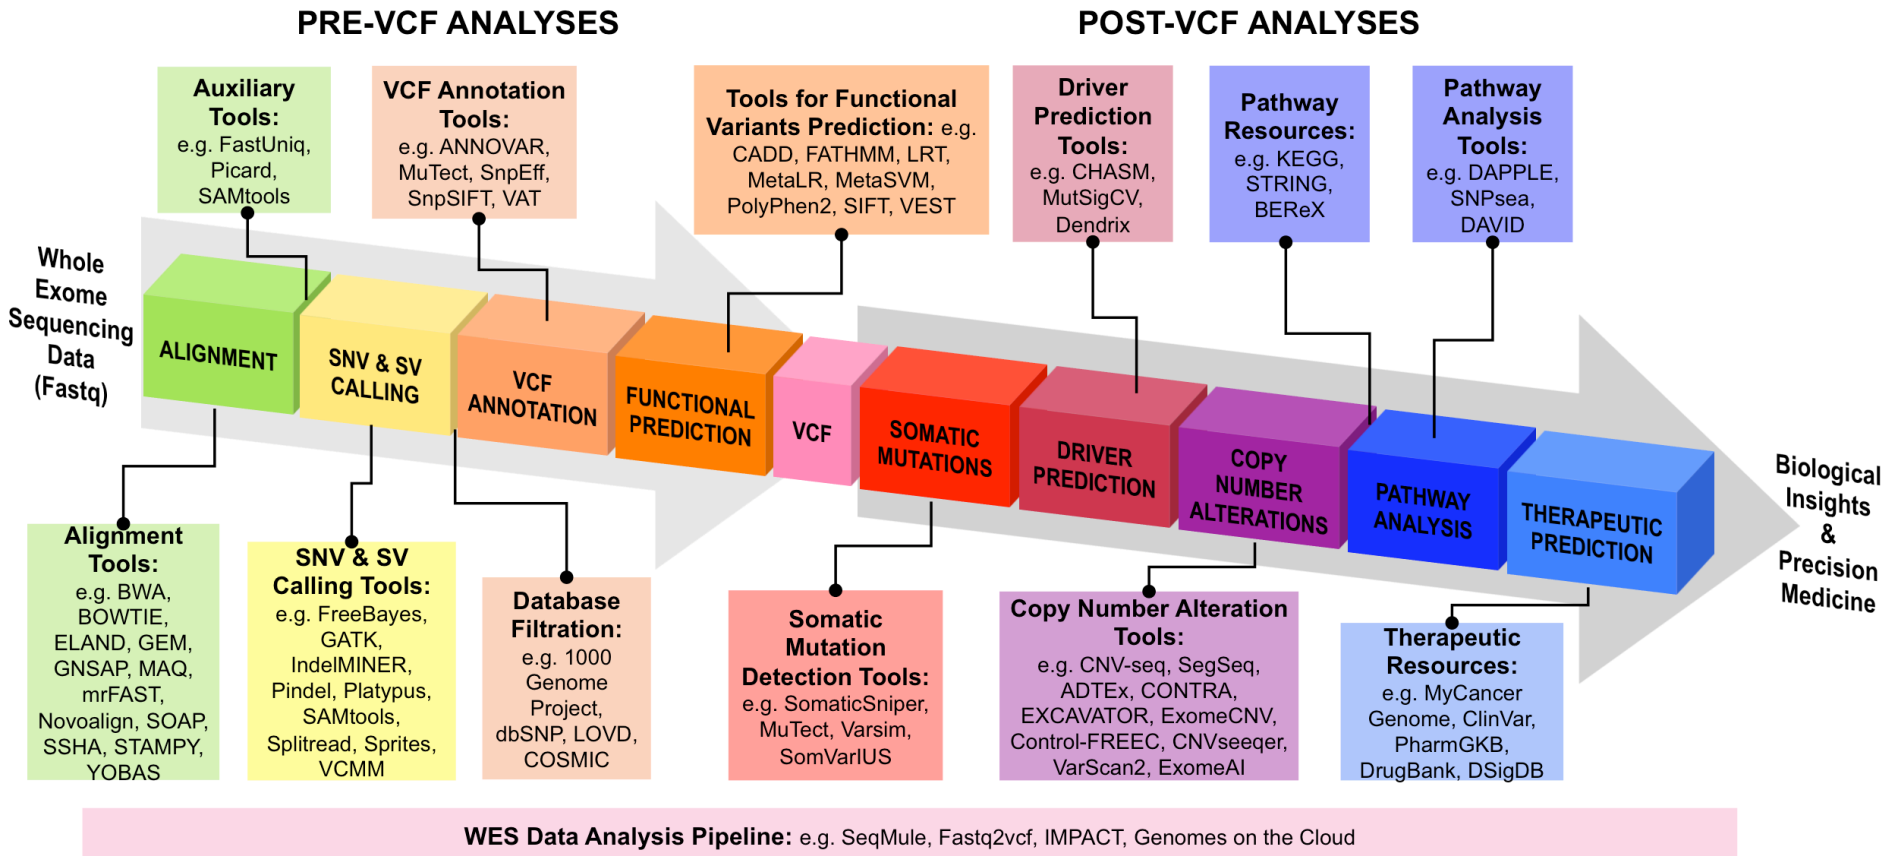 PRE-VCF ANALYSES
POST-VCF ANALYSES
Auxiliary
Tools:
e.g. FastUniq,
Picard,
SAMtools
VCF Annotation
Tools:
e.g. ANNOVAR,
MuTect, SnpEff,
SnpSIFT, VAT
Tools for Functional
Variants Prediction: e.g.
CADD, FATHMM, LRT,
MetaLR, MetaSVM,
PolyPhen2, SIFT, VEST
Driver
Prediction
Tools:
e.g. CHASM,
MutSigCV,
Dendrix
Pathway
Resources:
e.g. KEGG,
STRING,
BEReX
Pathway
Analysis
Tools:
e.g. DAPPLE,
SNPsea,
DAVID
Whole
Exome
Sequencing
Data
(Fastq)
ALIGNMENT
SNV & SV
CALLING
VCF
ANNOTATION
FUNCTIONAL
PREDICTION
VCF
SOMATIC
MUTATIONS
DRIVER
PREDICTION
COPY
NUMBER
ALTERATIONS
PATHWAY
ANALYSIS
THERAPEUTIC
PREDICTION
Biological
Insights
&
Precision
Medicine
Alignment
Tools:
e.g. BWA,
BOWTIE,
ELAND, GEM,
GNSAP, MAQ,
mrFAST,
Novoalign, SOAP,
SSHA, STAMPY,
YOBAS
SNV & SV
Calling Tools:
e.g. FreeBayes,
GATK,
IndelMINER,
Pindel, Platypus,
SAMtools,
Splitread, Sprites,
VCMM
Database
Filtration:
e.g. 1000
Genome
Project,
dbSNP, LOVD,
COSMIC
Somatic
Mutation
Detection Tools:
e.g. SomaticSniper,
MuTect, Varsim,
SomVarIUS
Copy Number Alteration
Tools:
e.g. CNV-seq, SegSeq,
ADTEx, CONTRA,
EXCAVATOR, ExomeCNV,
Control-FREEC, CNVseeqer,
VarScan2, ExomeAI
Therapeutic
Resources:
e.g. MyCancer
Genome, ClinVar,
PharmGKB,
DrugBank, DSigDB
WES Data Analysis Pipeline: e.g. SeqMule, Fastq2vcf, IMPACT, Genomes on the Cloud